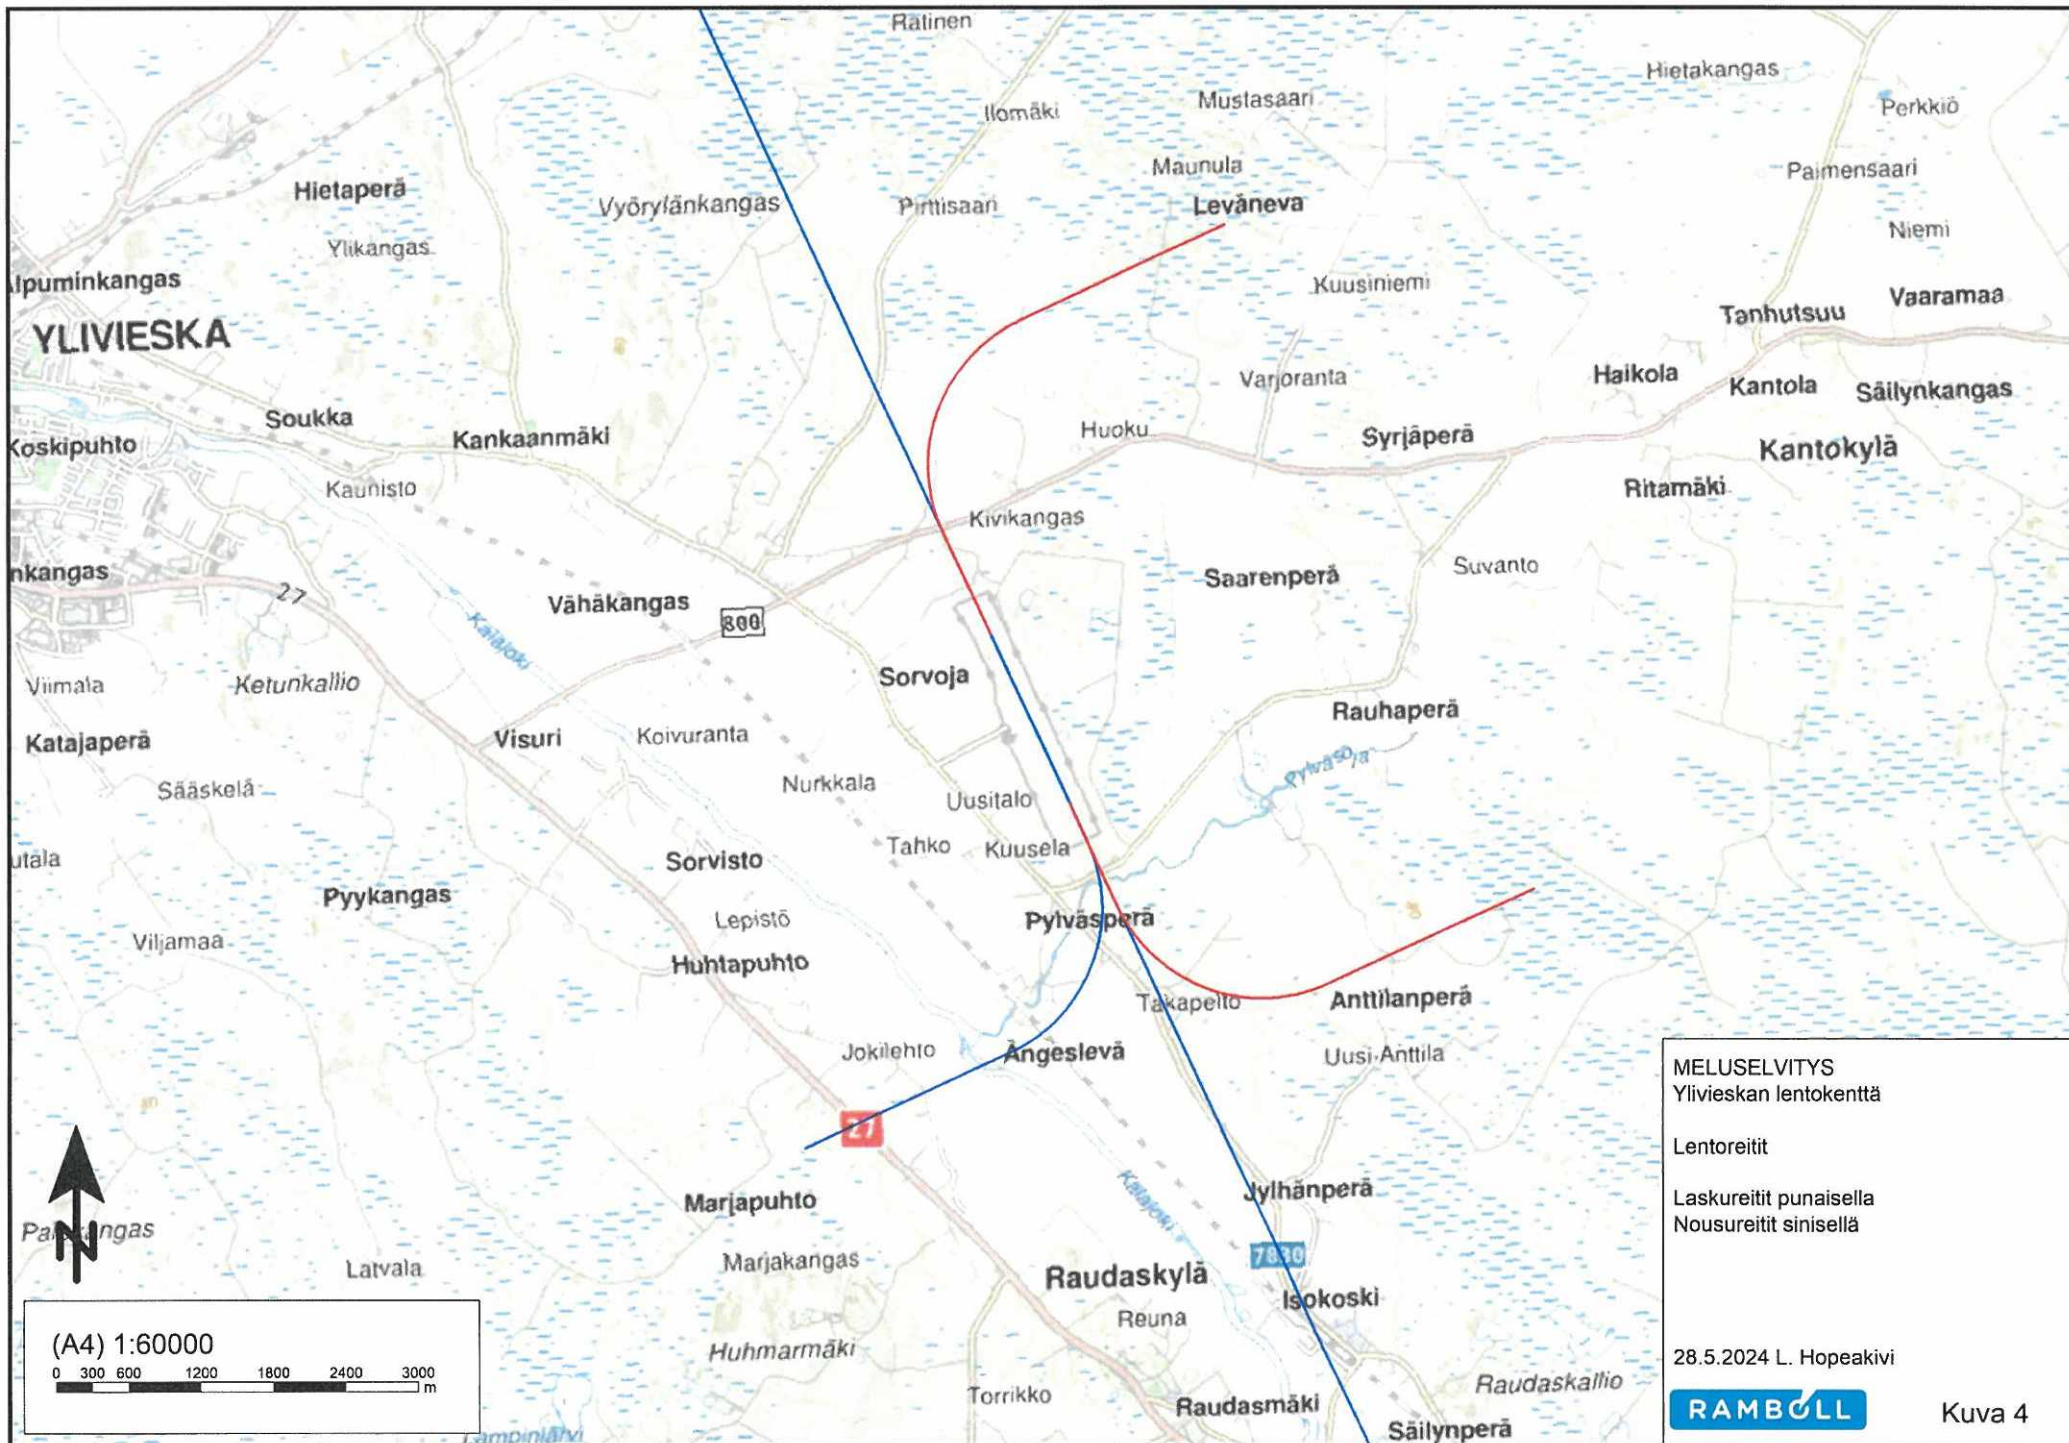 Ratinen
Hietakangas
Perkkiö
Ilomäki
Mustasaari
Maunula
Paimensaari
Hietaperä
Vyörylänkangas
Pirttisaari
Leväneva
Niemi
Ylikangas
lpuminkangas
Kuusiniemi
Vaaramaa
Tanhutsuu
YLIVIESKA
Varjoranta
Haikola
Kantola
Säilynkangas
Soukka
Kankaanmäki
Huoku
Syrjäperä
Koskipuhto
Kantokylä
Kaunisto
Ritamäki
Kivikangas
nkangas
27
Saarenperä
Suvanto
Vähäkangas
800
Kalajoki
Sorvoja
Viimala
Ketunkallio
Rauhaperä
Katajaperä
Visuri
Koivuranta
Pylväsoja
Sääskelä
Nurkkala
Uusitalo
utala
Sorvisto
Tahko
Kuusela
Pyykangas
Lepistö
Pylväsperä
Viljamaa
Huhtapuhto
Takapelto
Anttilanperä
Jokilehto
Ängeslevä
Uusi-Anttila
27
Marjapuhto
Kalajoki
Jylhänperä
Latvala
Marjakangas
Raudaskylä
7830
Isokoski
Reuna
Huhmarmäki
Torrikko
Raudasmäki
Raudaskallio
Säilynperä
Lampinjärvi
N
(A4) 1:60000
0 300 600 1200 1800 2400 3000
m
MELUSELVITYS
Ylivieskan lentokenttä
Lentoreitit
Laskureitit punaisella
Nousureitit sinisellä
28.5.2024 L. Hopeakivi
RAMBOLL
Kuva 4